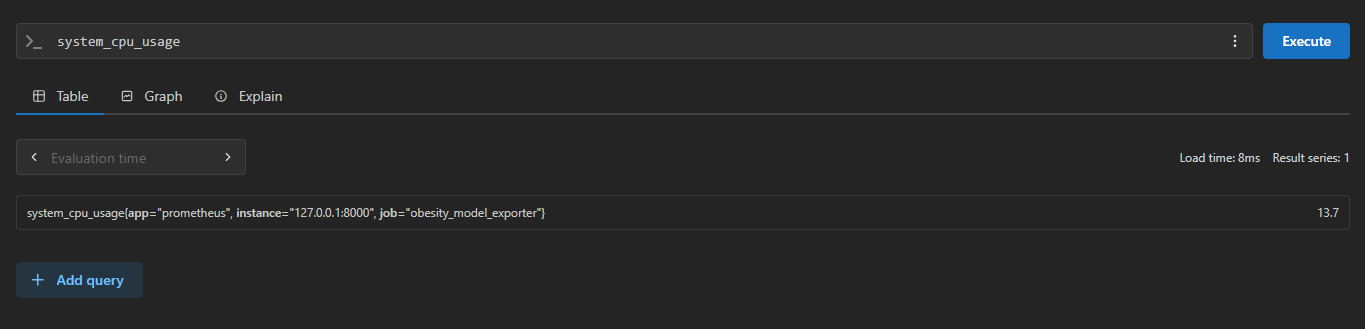 system_cpu_usage
Execute
Table Graph Explain
Evaluation time
Load time: 8ms Result series: 1
system_cpu_usage{app="prometheus", instance="127.0.0.1:8000", job="obesity_model_exporter"} 13.7
+ Add query